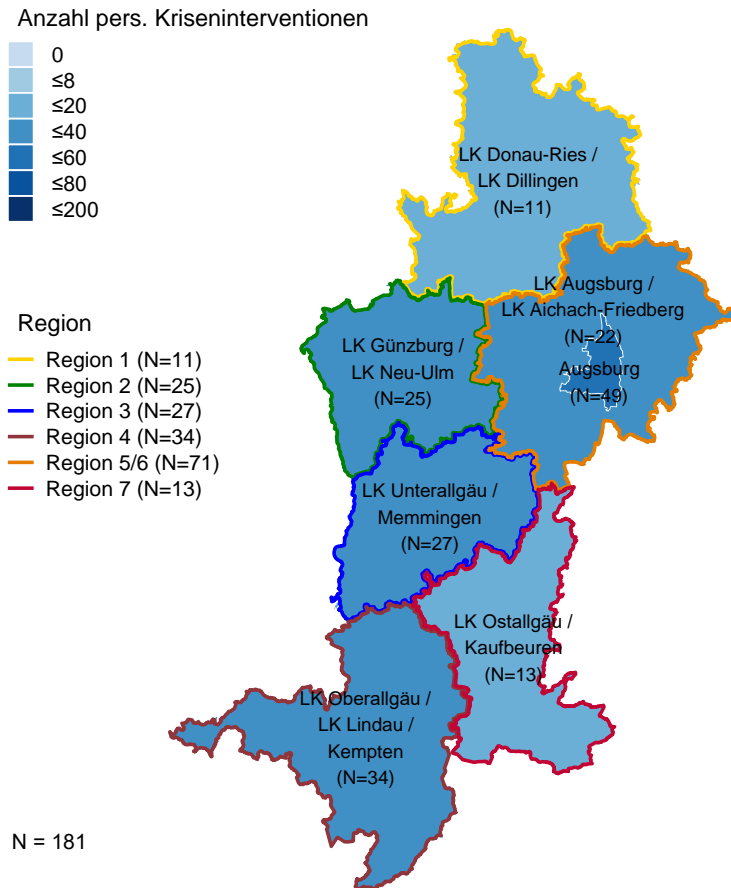 Anzahl pers. Kriseninterventionen
0
≤8
≤20
≤40
≤60
≤80
≤200
LK Donau-Ries /
LK Dillingen
(N=11)
LK Augsburg /
LK Aichach-Friedberg
(N=22)
Augsburg
(N=49)
LK Günzburg /
LK Neu-Ulm
(N=25)
Region
Region 1 (N=11)
Region 2 (N=25)
Region 3 (N=27)
Region 4 (N=34)
Region 5/6 (N=71)
Region 7 (N=13)
LK Unterallgäu /
Memmingen
(N=27)
LK Ostallgäu /
Kaufbeuren
(N=13)
LK Oberallgäu /
LK Lindau /
Kempten
(N=34)
N = 181